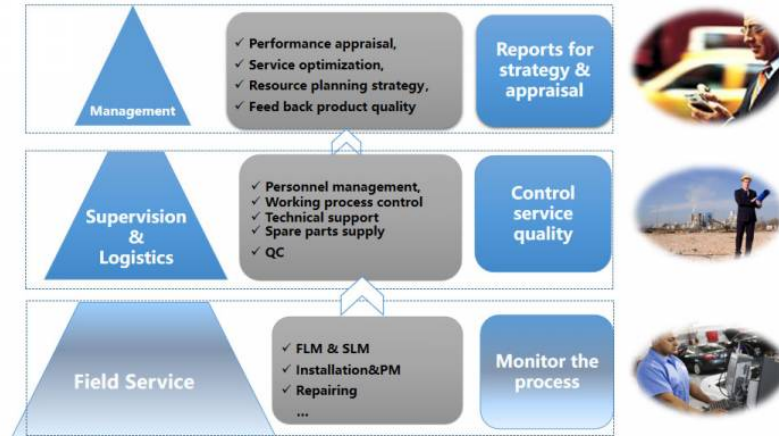 Management
✓ Performance appraisal,
✓ Service optimization,
✓ Resource planning strategy,
✓ Feed back product quality
Reports for
strategy &
appraisal
Supervision
&
Logistics
✓ Personnel management,
✓ Working process control
✓ Technical support
✓ Spare parts supply
✓ QC
Control
service
quality
Field Service
✓ FLM & SLM
✓ Installation&PM
✓ Repairing
...
Monitor the
process